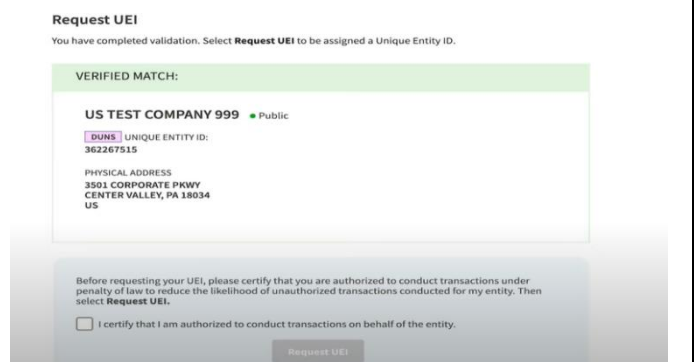 Request UEI
You have completed validation. Select Request UEI to be assigned a Unique Entity ID.
VERIFIED MATCH:
US TEST COMPANY 999 • Public
DUNS UNIQUE ENTITY ID:
362267515
PHYSICAL ADDRESS
3501 CORPORATE PKWY
CENTER VALLEY, PA 18034
US
Before requesting your UEI, please certify that you are authorized to conduct transactions under
penalty of law to reduce the likelihood of unauthorized transactions conducted for my entity. Then
select Request UEI.
I certify that I am authorized to conduct transactions on behalf of the entity.
Request UEI